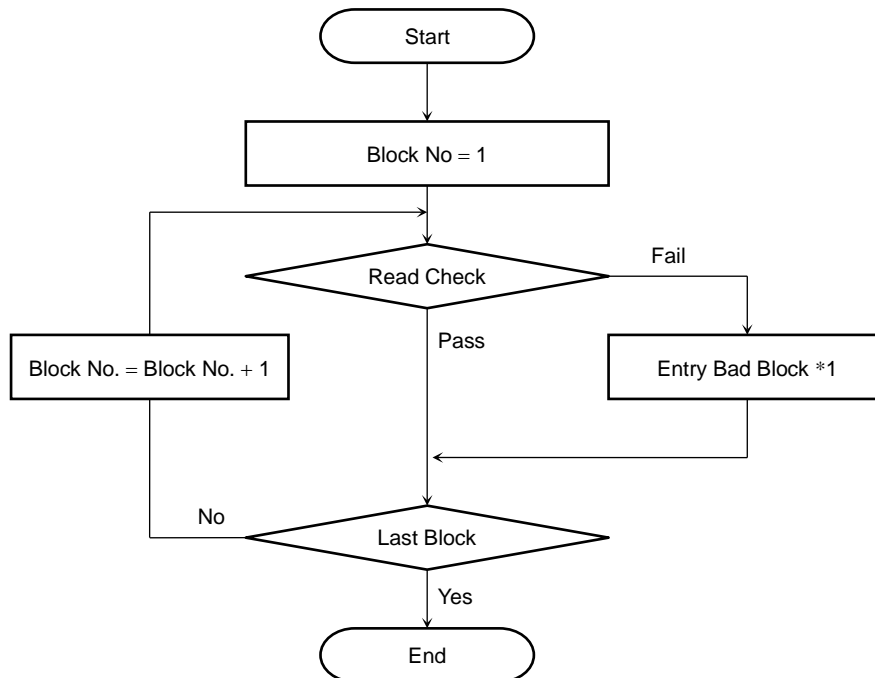 Start
Block No = 1
Read Check
Fail
Pass
Block No. = Block No. + 1
Entry Bad Block *1
No
Last Block
Yes
End